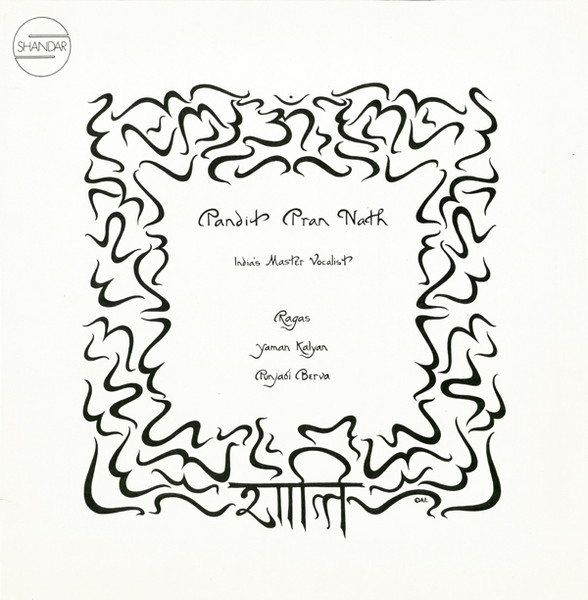 SHANDAR
Pandit Pran Nath
India's Master Vocalist
Ragas
Yaman Kalyan
Punjabi Berva
शान्ति